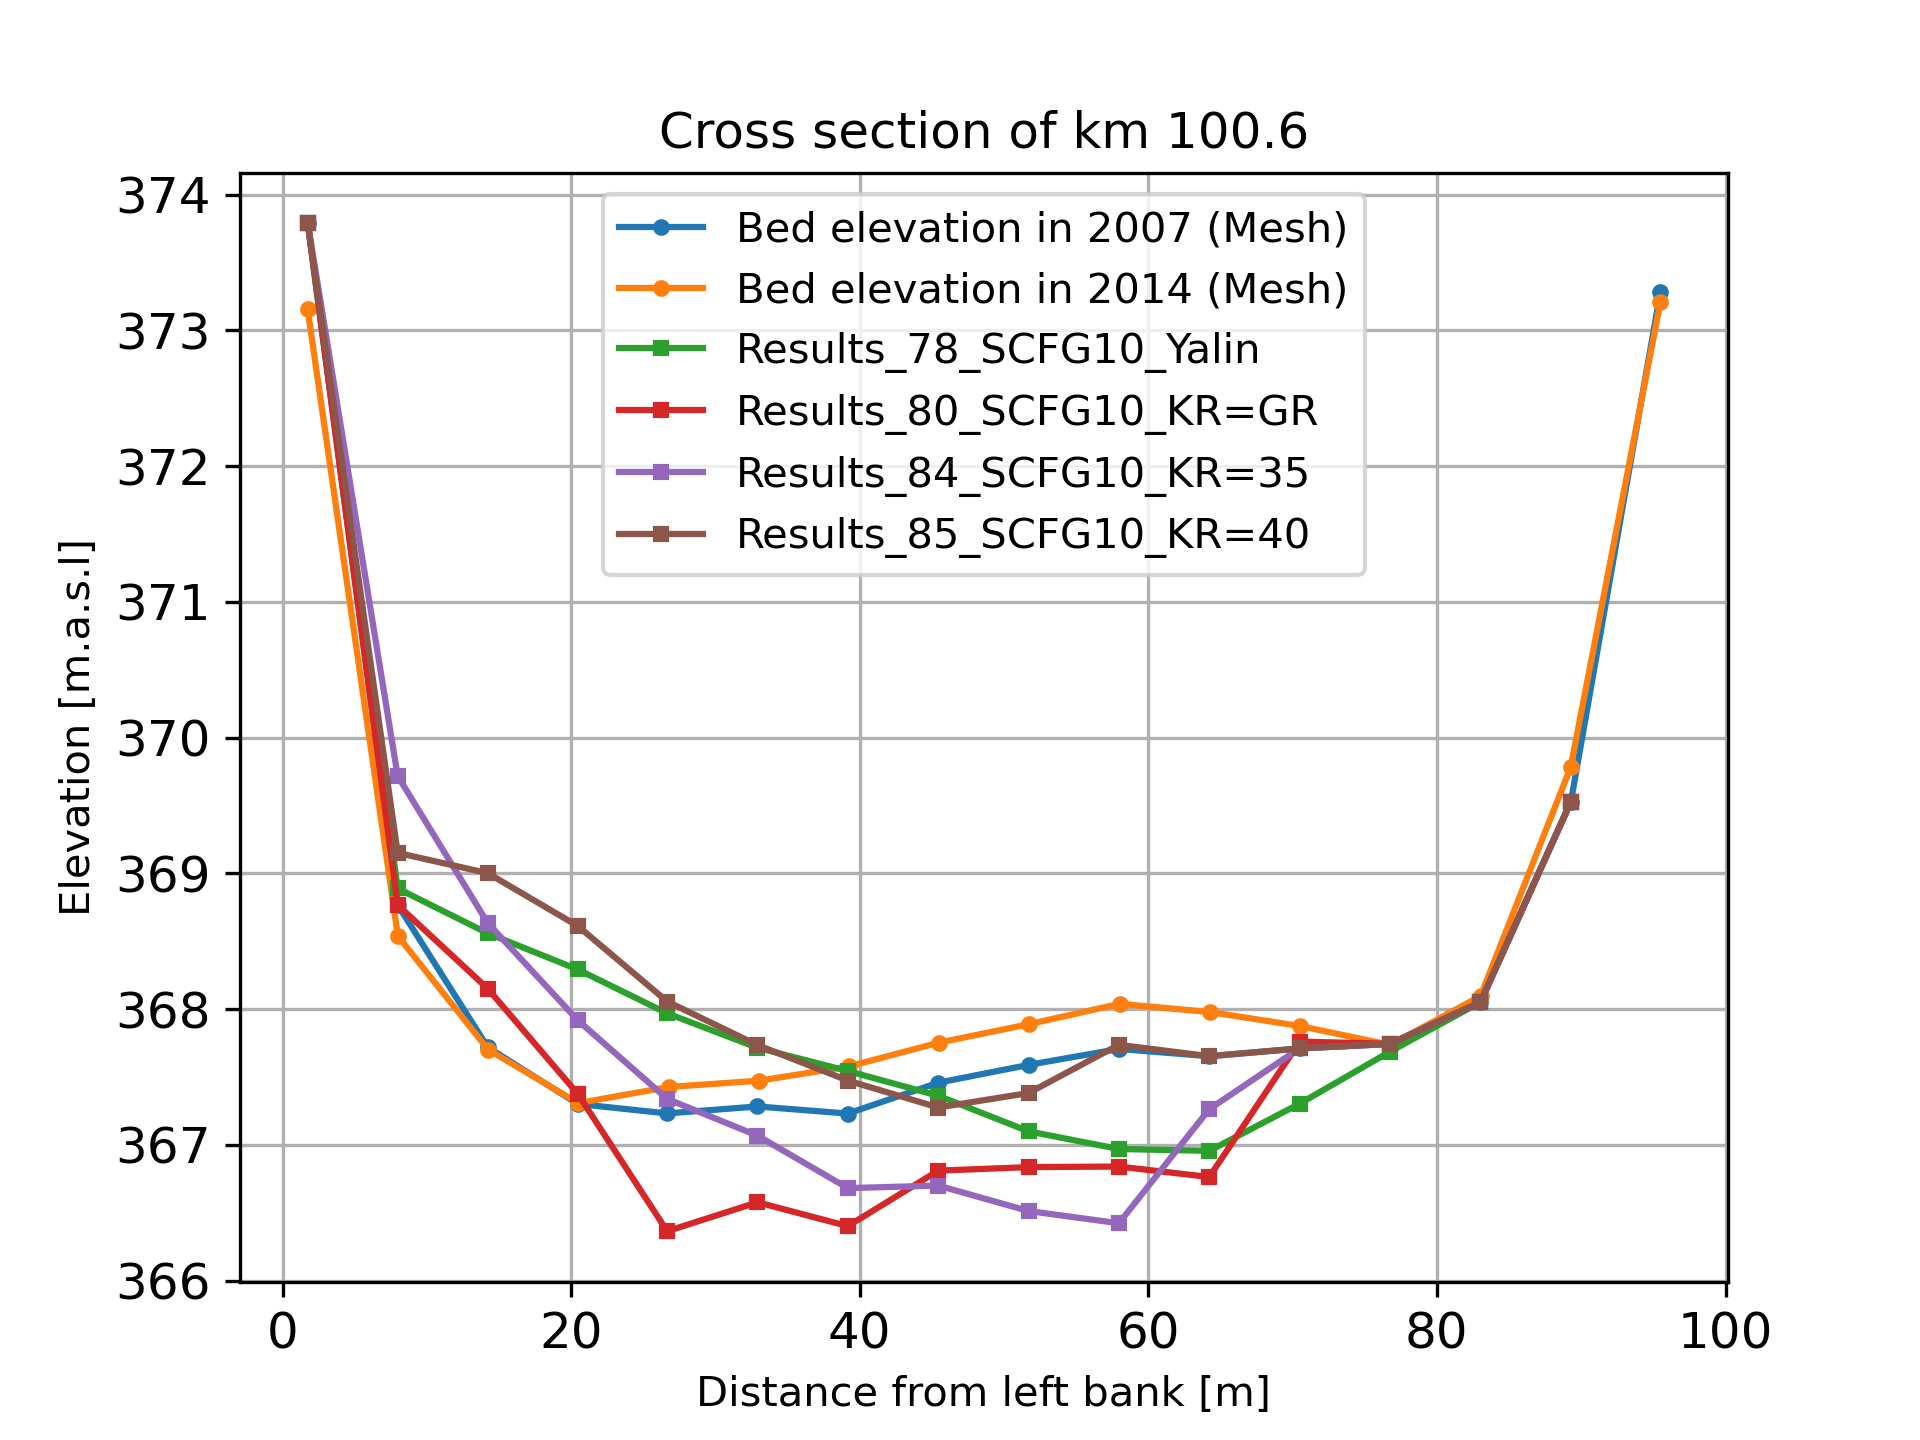 Cross section of km 100.6
374
373
372
371
370
369
368
367
366
Elevation [m.a.s.l]
Bed elevation in 2007 (Mesh)
Bed elevation in 2014 (Mesh)
Results_78_SCFG10_Yalin
Results_80_SCFG10_KR=GR
Results_84_SCFG10_KR=35
Results_85_SCFG10_KR=40
0 20 40 60 80 100
Distance from left bank [m]